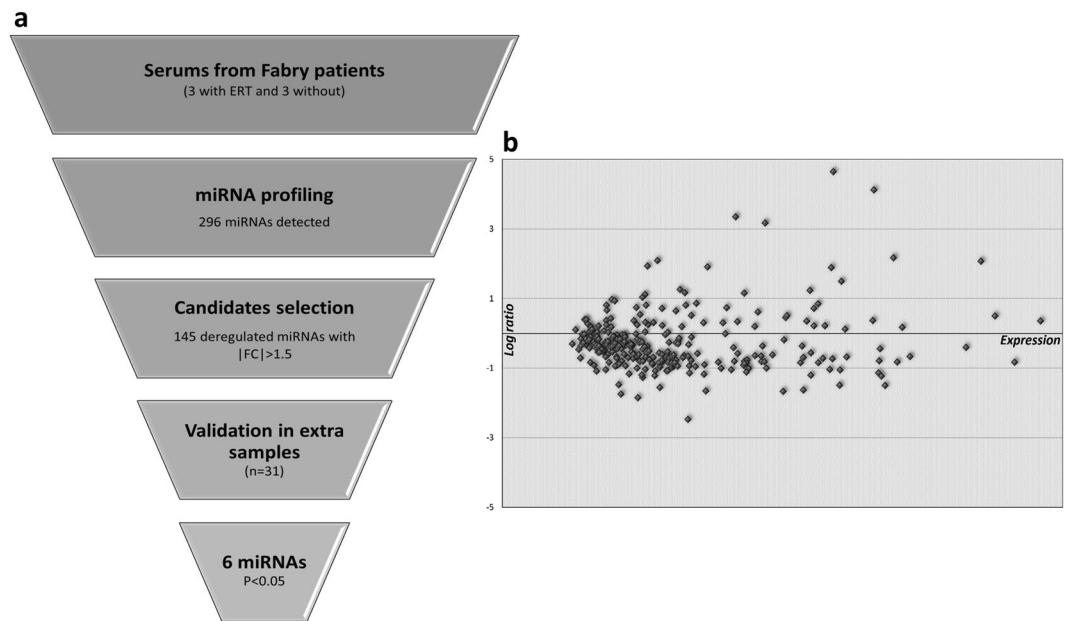 a
Serums from Fabry patients
(3 with ERT and 3 without)
miRNA profiling
296 miRNAs detected
Candidates selection
145 deregulated miRNAs with
|FC|>1.5
Validation in extra
samples
(n=31)
6 miRNAs
P<0.05
b
5
3
1
-1
-3
-5
Log ratio
Expression